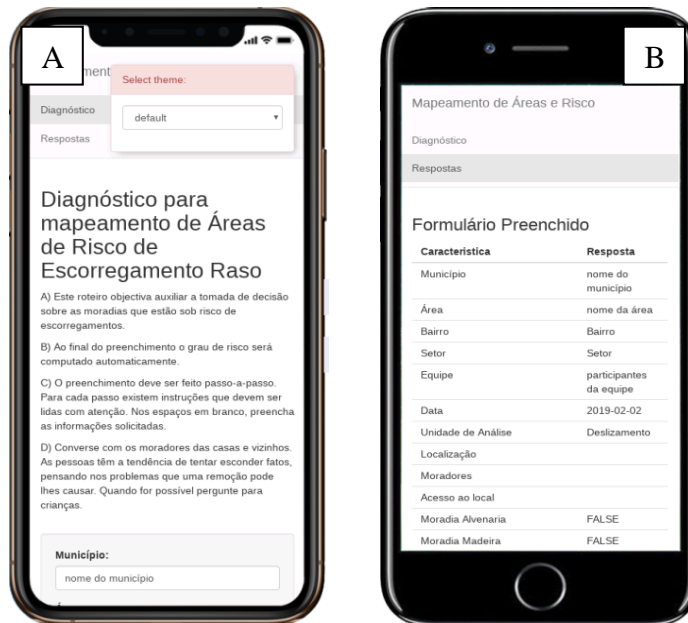 A
ment
Select theme:
default
Diagnóstico
Respostas
Diagnóstico para
mapeamento de Áreas
de Risco de
Escorregamento Raso
A) Este roteiro objectiva auxiliar a tomada de decisão
sobre as moradias que estão sob risco de
escorregamentos.
B) Ao final do preenchimento o grau de risco será
computado automaticamente.
C) O preenchimento deve ser feito passo-a-passo.
Para cada passo existem instruções que devem ser
lidas com atenção. Nos espaços em branco, preencha
as informações solicitadas.
D) Converse com os moradores das casas e vizinhos.
As pessoas têm a tendência de tentar esconder fatos,
pensando nos problemas que uma remoção pode
lhes causar. Quando for possível pergunte para
crianças.
Município:
nome do município
B
Mapeamento de Áreas e Risco
Diagnóstico
Respostas
Formulário Preenchido
Caracteristica Resposta
Município nome do
município
Área nome da área
Bairro Bairro
Setor Setor
Equipe participantes
da equipe
Data 2019-02-02
Unidade de Análise Deslizamento
Localização
Moradores
Acesso ao local
Moradia Alvenaria FALSE
Moradia Madeira FALSE